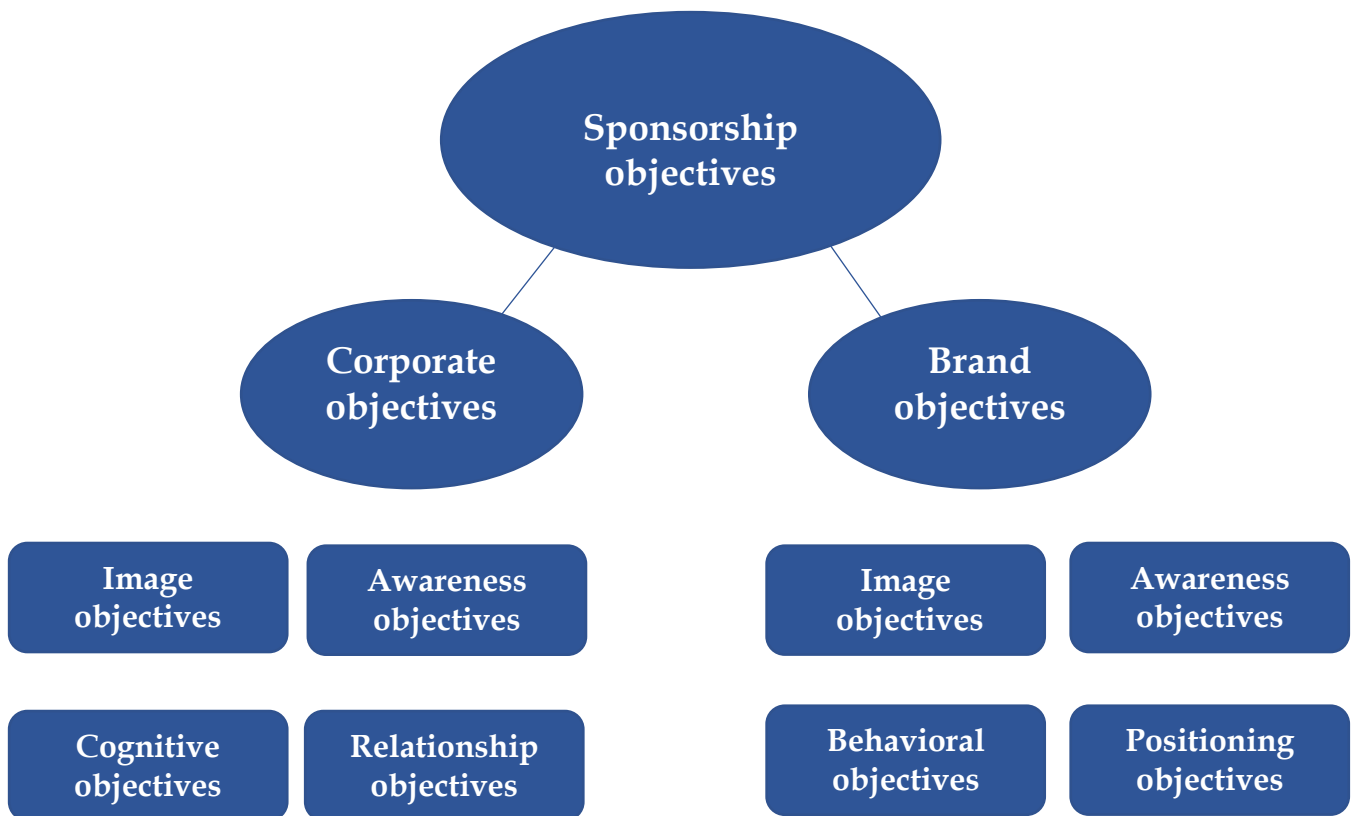 Sponsorship
objectives
Corporate
objectives
Brand
objectives
Image
objectives
Awareness
objectives
Image
objectives
Awareness
objectives
Cognitive
objectives
Relationship
objectives
Behavioral
objectives
Positioning
objectives